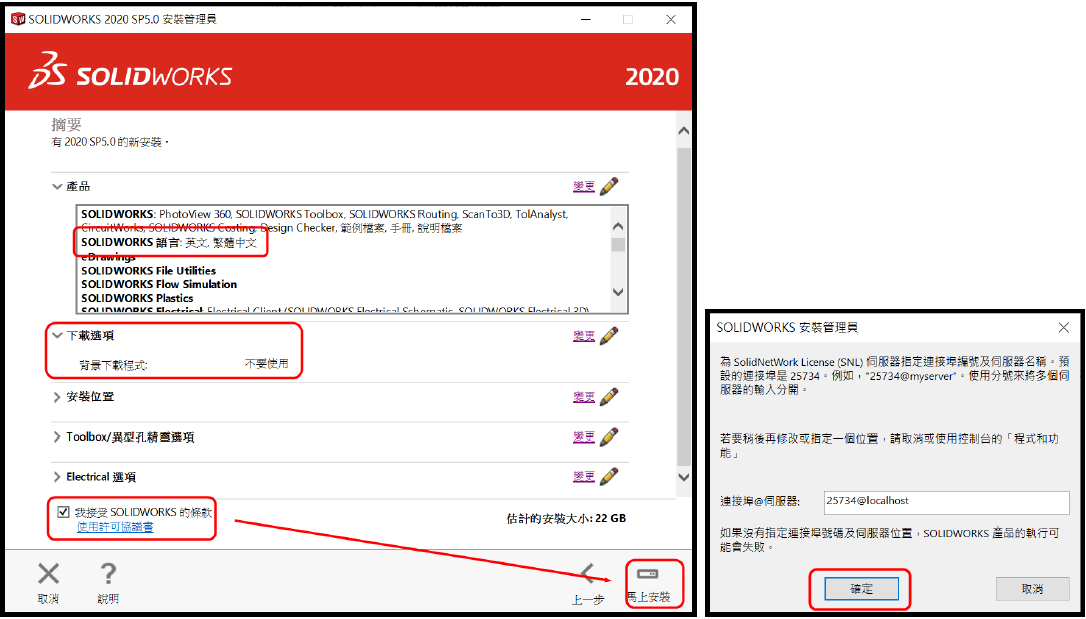 SOLIDWORKS 2020 SP5.0 安裝管理員
SOLIDWORKS
2020
摘要
有 2020 SP5.0 的新安裝。
產品
變更
SOLIDWORKS: PhotoView 360, SOLIDWORKS Toolbox, SOLIDWORKS Routing, ScanTo3D, TolAnalyst,
CircuitWorks, SOLIDWORKS Costing, Design Checker, 範例檔案, 手冊, 說明檔案
SOLIDWORKS 語言: 英文, 繁體中文
eDrawings
SOLIDWORKS File Utilities
SOLIDWORKS Flow Simulation
SOLIDWORKS Plastics
SOLIDWORKS Electrical: Electrical Client (SOLIDWORKS Electrical Schematic, SOLIDWORKS Electrical 3D)
下載選項
變更
背景下載程式:
不要使用
安裝位置
變更
Toolbox/異型孔精靈選項
變更
Electrical 選項
變更
我接受 SOLIDWORKS 的條款
使用許可協議書
估計的安裝大小: 22 GB
取消
說明
上一步
馬上安裝
SOLIDWORKS 安裝管理員
為 SolidNetWork License (SNL) 伺服器指定連接埠編號及伺服器名稱。預
設的連接埠是 25734。例如，"25734@myserver"。使用分號來將多個伺
服器的輸入分開。
若要稍後再修改或指定一個位置，請取消或使用控制台的「程式和功
能」
連接埠@伺服器:
25734@localhost
如果沒有指定連接埠號碼及伺服器位置，SOLIDWORKS 產品的執行可
能會失敗。
確定
取消